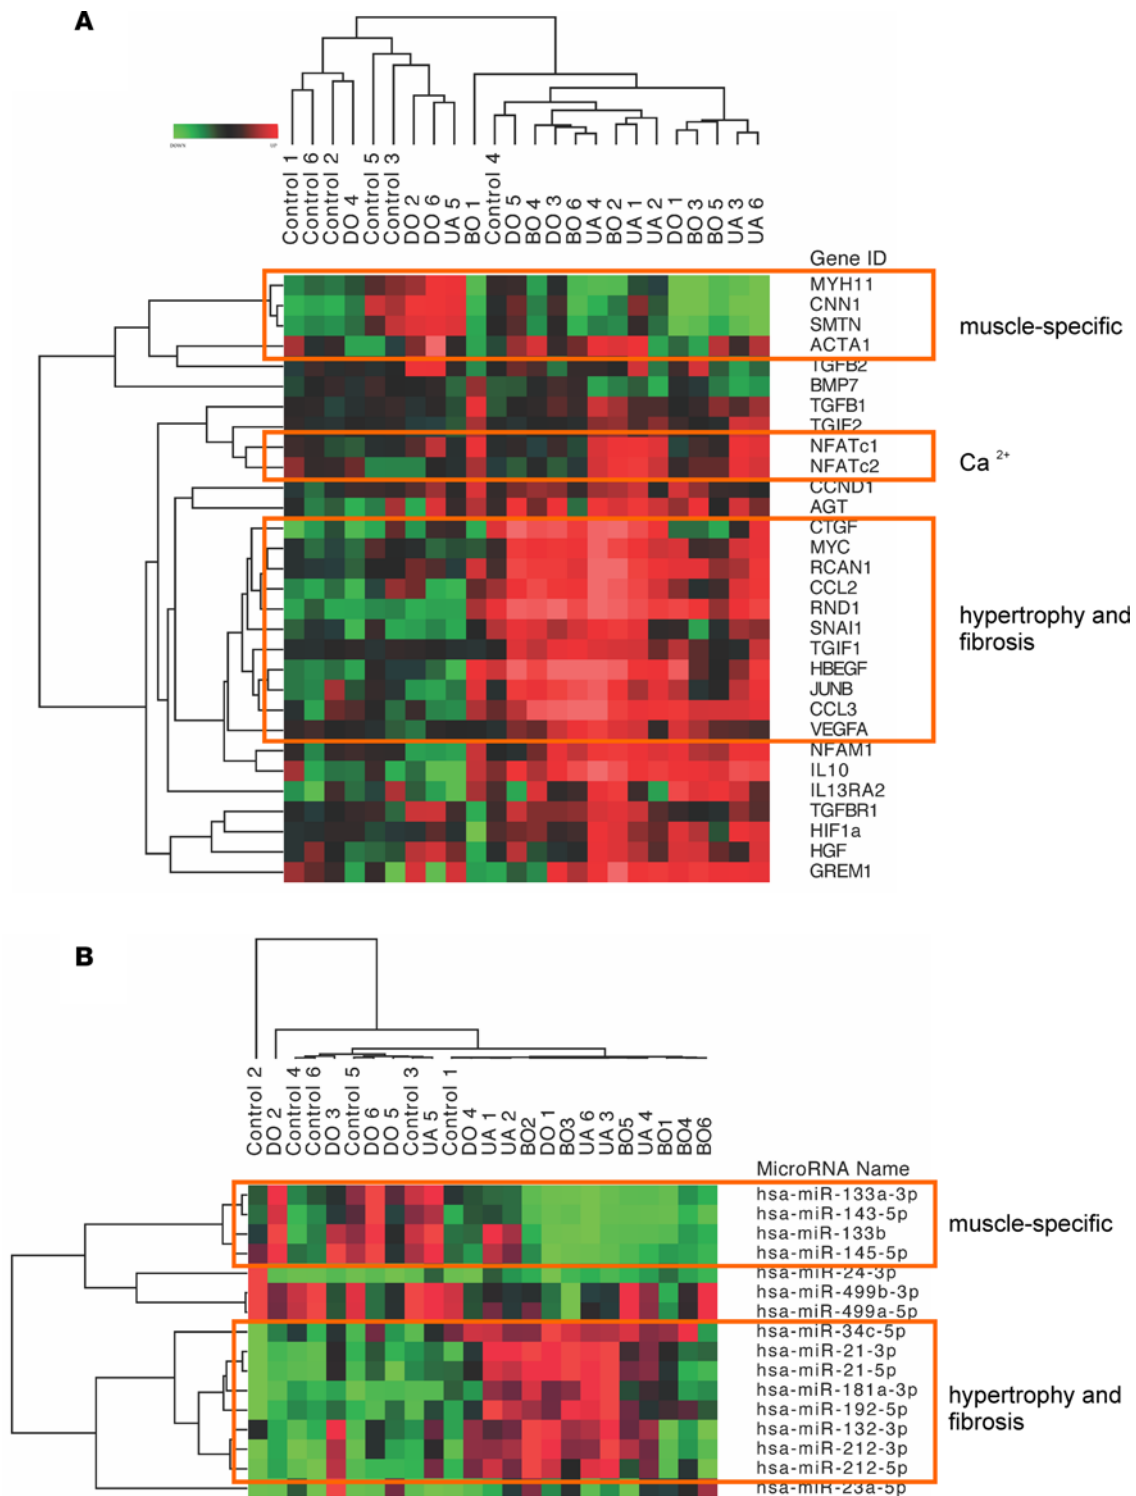 A
DOWN UP
Control 1
Control 6
Control 2
DO 4
Control 5
Control 3
DO 2
DO 6
UA 5
BO 1
Control 4
DO 5
BO 4
DO 3
BO 6
UA 4
BO 2
UA 1
UA 2
DO 1
BO 3
BO 5
UA 3
UA 6
Gene ID
MYH11
CNN1
SMTN
ACTA1
TGFB2
BMP7
TGFB1
TGIF2
NFATc1
NFATc2
CCND1
AGT
CTGF
MYC
RCAN1
CCL2
RND1
SNAI1
TGIF1
HBEGF
JUNB
CCL3
VEGFA
NFAM1
IL10
IL13RA2
TGFBR1
HIF1a
HGF
GREM1
muscle-specific
Ca 2+
hypertrophy and
fibrosis
B
Control 2
DO 2
Control 4
Control 6
DO 3
Control 5
DO 6
DO 5
Control 3
UA 5
Control 1
DO 4
UA 1
UA 2
BO2
DO 1
BO3
UA 6
UA 3
BO5
UA 4
BO1
BO4
BO6
MicroRNA Name
hsa-miR-133a-3p
hsa-miR-143-5p
hsa-miR-133b
hsa-miR-145-5p
hsa-miR-24-3p
hsa-miR-499b-3p
hsa-miR-499a-5p
hsa-miR-34c-5p
hsa-miR-21-3p
hsa-miR-21-5p
hsa-miR-181a-3p
hsa-miR-192-5p
hsa-miR-132-3p
hsa-miR-212-3p
hsa-miR-212-5p
hsa-miR-23a-5p
muscle-specific
hypertrophy and
fibrosis